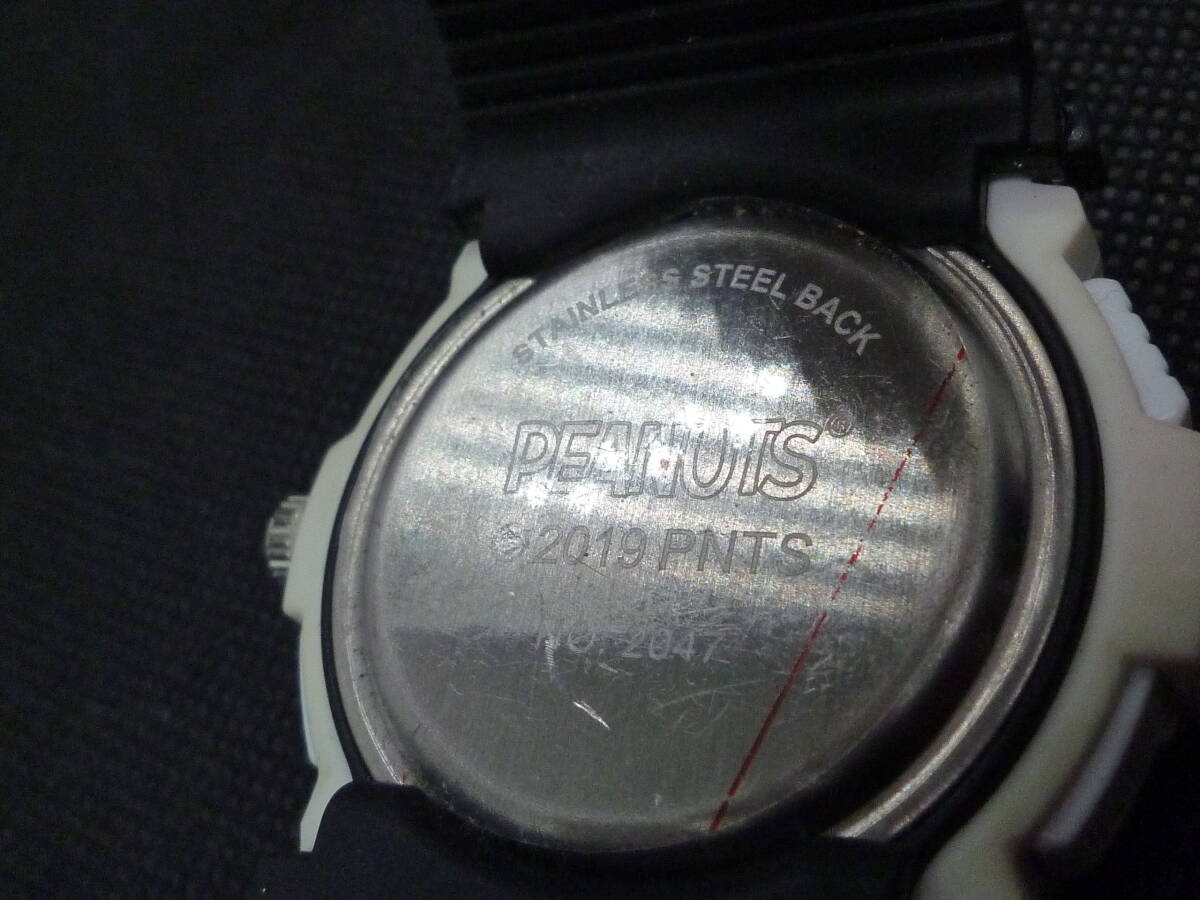 STAINLESS STEEL BACK
PEANUTS®
©2019 PNTS
NO. 2047